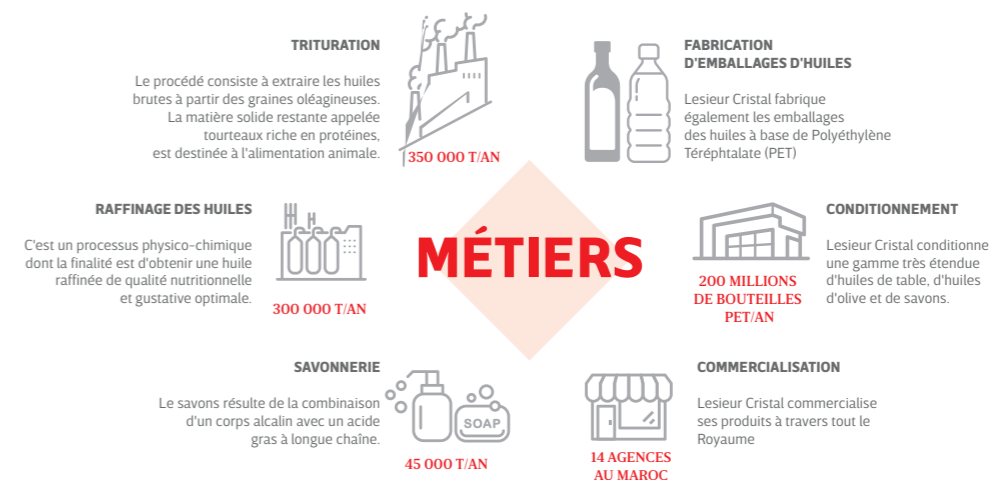 TRITURATION
Le procédé consiste à extraire les huiles
brutes à partir des graines oléagineuses.
La matière solide restante appelée
tourteaux riche en protéines,
est destinée à l'alimentation animale.
350 000 T/AN
FABRICATION
D'EMBALLAGES D'HUILES
Lesieur Cristal fabrique
également les emballages
des huiles à base de Polyéthylène
Téréphtalate (PET)
RAFFINAGE DES HUILES
C'est un processus physico-chimique
dont la finalité est d'obtenir une huile
raffinée de qualité nutritionnelle
et gustative optimale.
300 000 T/AN
MÉTIERS
200 MILLIONS
DE BOUTEILLES
PET/AN
CONDITIONNEMENT
Lesieur Cristal conditionne
une gamme très étendue
d'huiles de table, d'huiles
d'olive et de savons.
SAVONNERIE
Le savons résulte de la combinaison
d'un corps alcalin avec un acide
gras à longue chaîne.
SOAP
45 000 T/AN
COMMERCIALISATION
Lesieur Cristal commercialise
ses produits à travers tout le
Royaume
14 AGENCES
AU MAROC